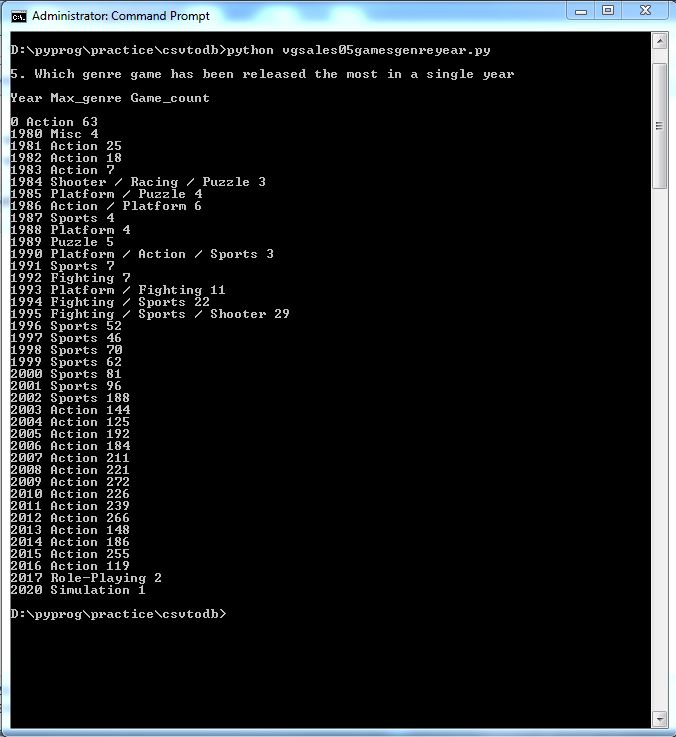 Administrator: Command Prompt
D:\pyprog\practice\csvtodb>python vgsales05gamesgenreyear.py
5. Which genre game has been released the most in a single year
Year Max_genre Game_count
0 Action 63
1980 Misc 4
1981 Action 25
1982 Action 18
1983 Action 7
1984 Shooter / Racing / Puzzle 3
1985 Platform / Puzzle 4
1986 Action / Platform 6
1987 Sports 4
1988 Platform 4
1989 Puzzle 5
1990 Platform / Action / Sports 3
1991 Sports 7
1992 Fighting 7
1993 Platform / Fighting 11
1994 Fighting / Sports 22
1995 Fighting / Sports / Shooter 29
1996 Sports 52
1997 Sports 46
1998 Sports 70
1999 Sports 62
2000 Sports 81
2001 Sports 96
2002 Sports 188
2003 Action 144
2004 Action 125
2005 Action 192
2006 Action 184
2007 Action 211
2008 Action 221
2009 Action 272
2010 Action 226
2011 Action 239
2012 Action 266
2013 Action 148
2014 Action 186
2015 Action 255
2016 Action 119
2017 Role-Playing 2
2020 Simulation 1
D:\pyprog\practice\csvtodb>